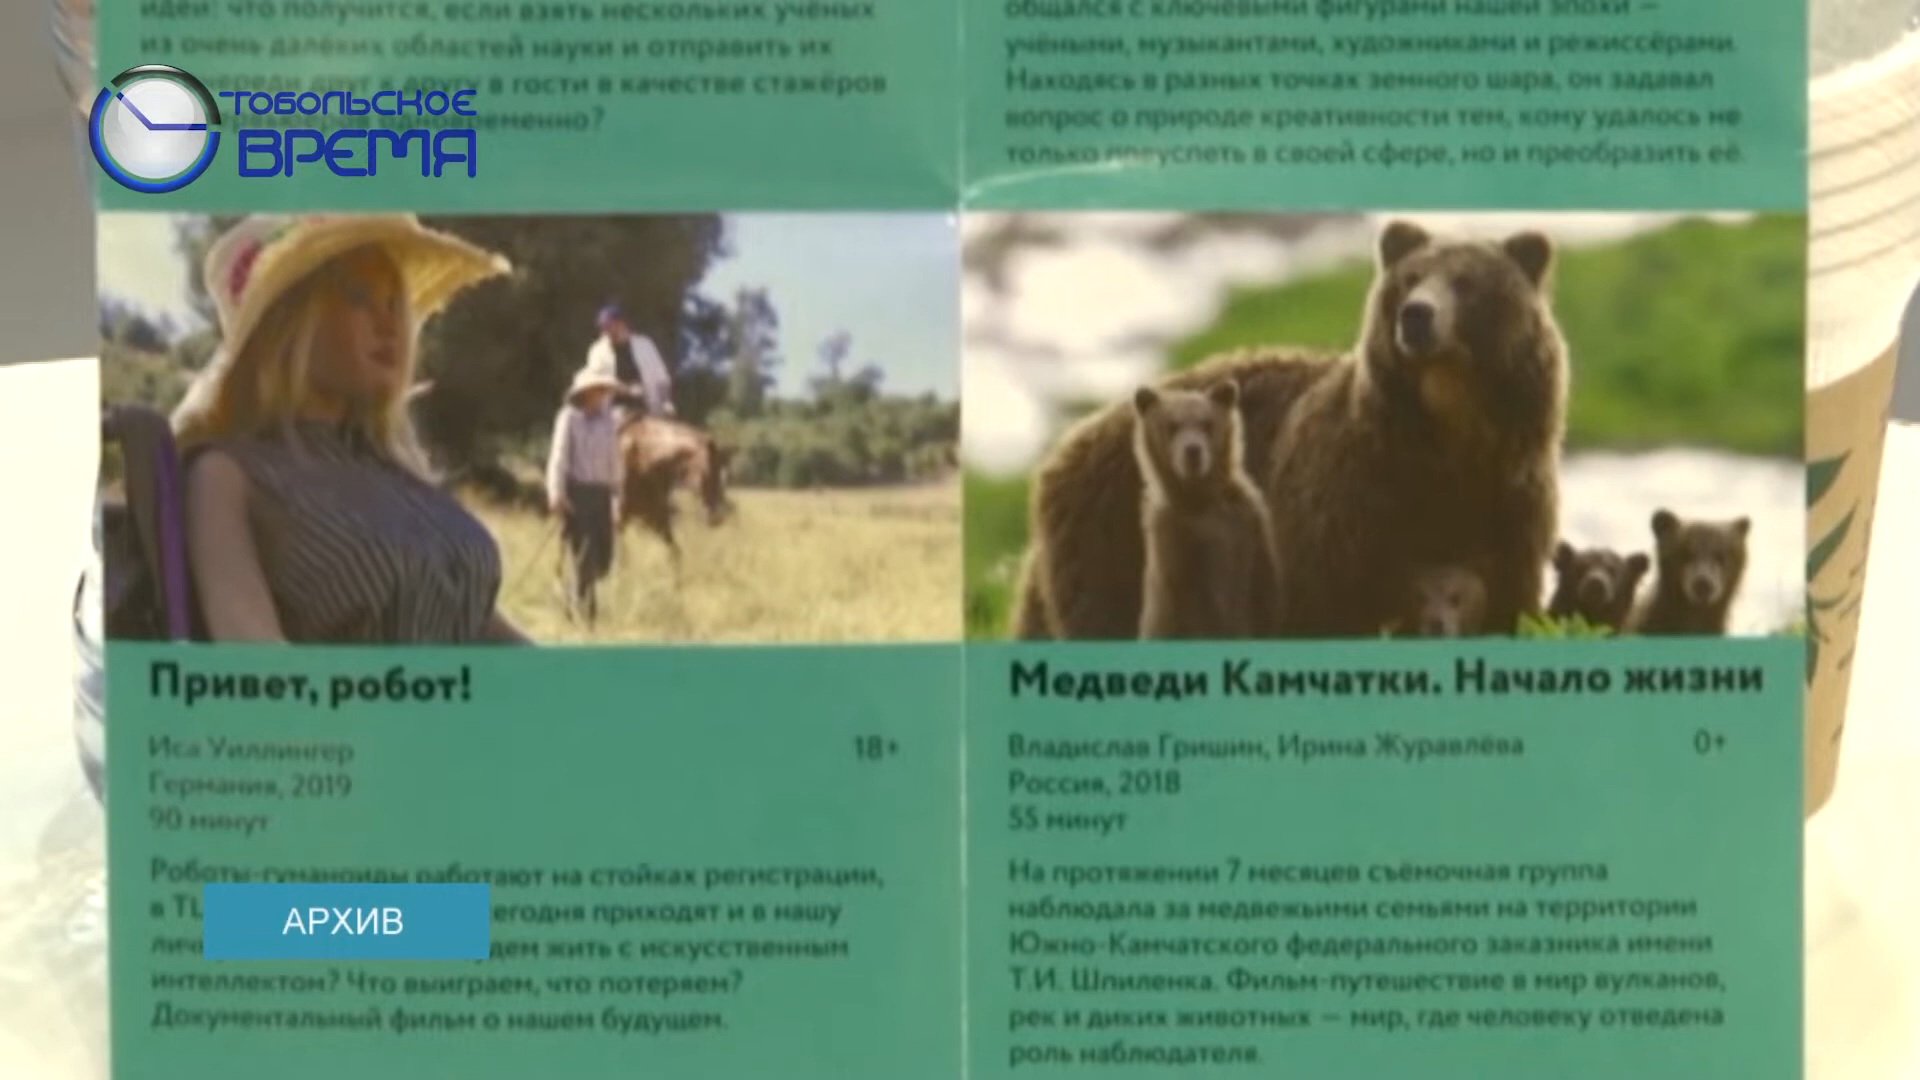 идеи: что получится, если взять нескольких учёных
из очень далёких областей науки и отправить их
друг к другу в гости в качестве стажёров
ТОБОЛЬСКОЕ
ВРЕМЯ
общался с ключевыми фигурами нашей эпохи —
учёными, музыкантами, художниками и режиссёрами.
Находясь в разных точках земного шара, он задавал
вопрос о природе креативности тем, кому удалось не
только преуспеть в своей сфере, но и преобразить её.
Привет, робот!
Иса Уиллингер 18+
Германия, 2019
90 минут
Роботы-гуманоиды работают на стойках регистрации,
в приходят и в нашу
жить с искусственным
интеллектом? Что выиграем, что потеряем?
Документальный фильм о нашем будущем.
АРХИВ
Медведи Камчатки. Начало жизни
Владислав Гришин, Ирина Журавлёва 0+
Россия, 2018
55 минут
На протяжении 7 месяцев съёмочная группа
наблюдала за медвежьими семьями на территории
Южно-Камчатского федерального заказника имени
Т.И. Шпиленка. Фильм-путешествие в мир вулканов,
рек и диких животных — мир, где человеку отведена
роль наблюдателя.